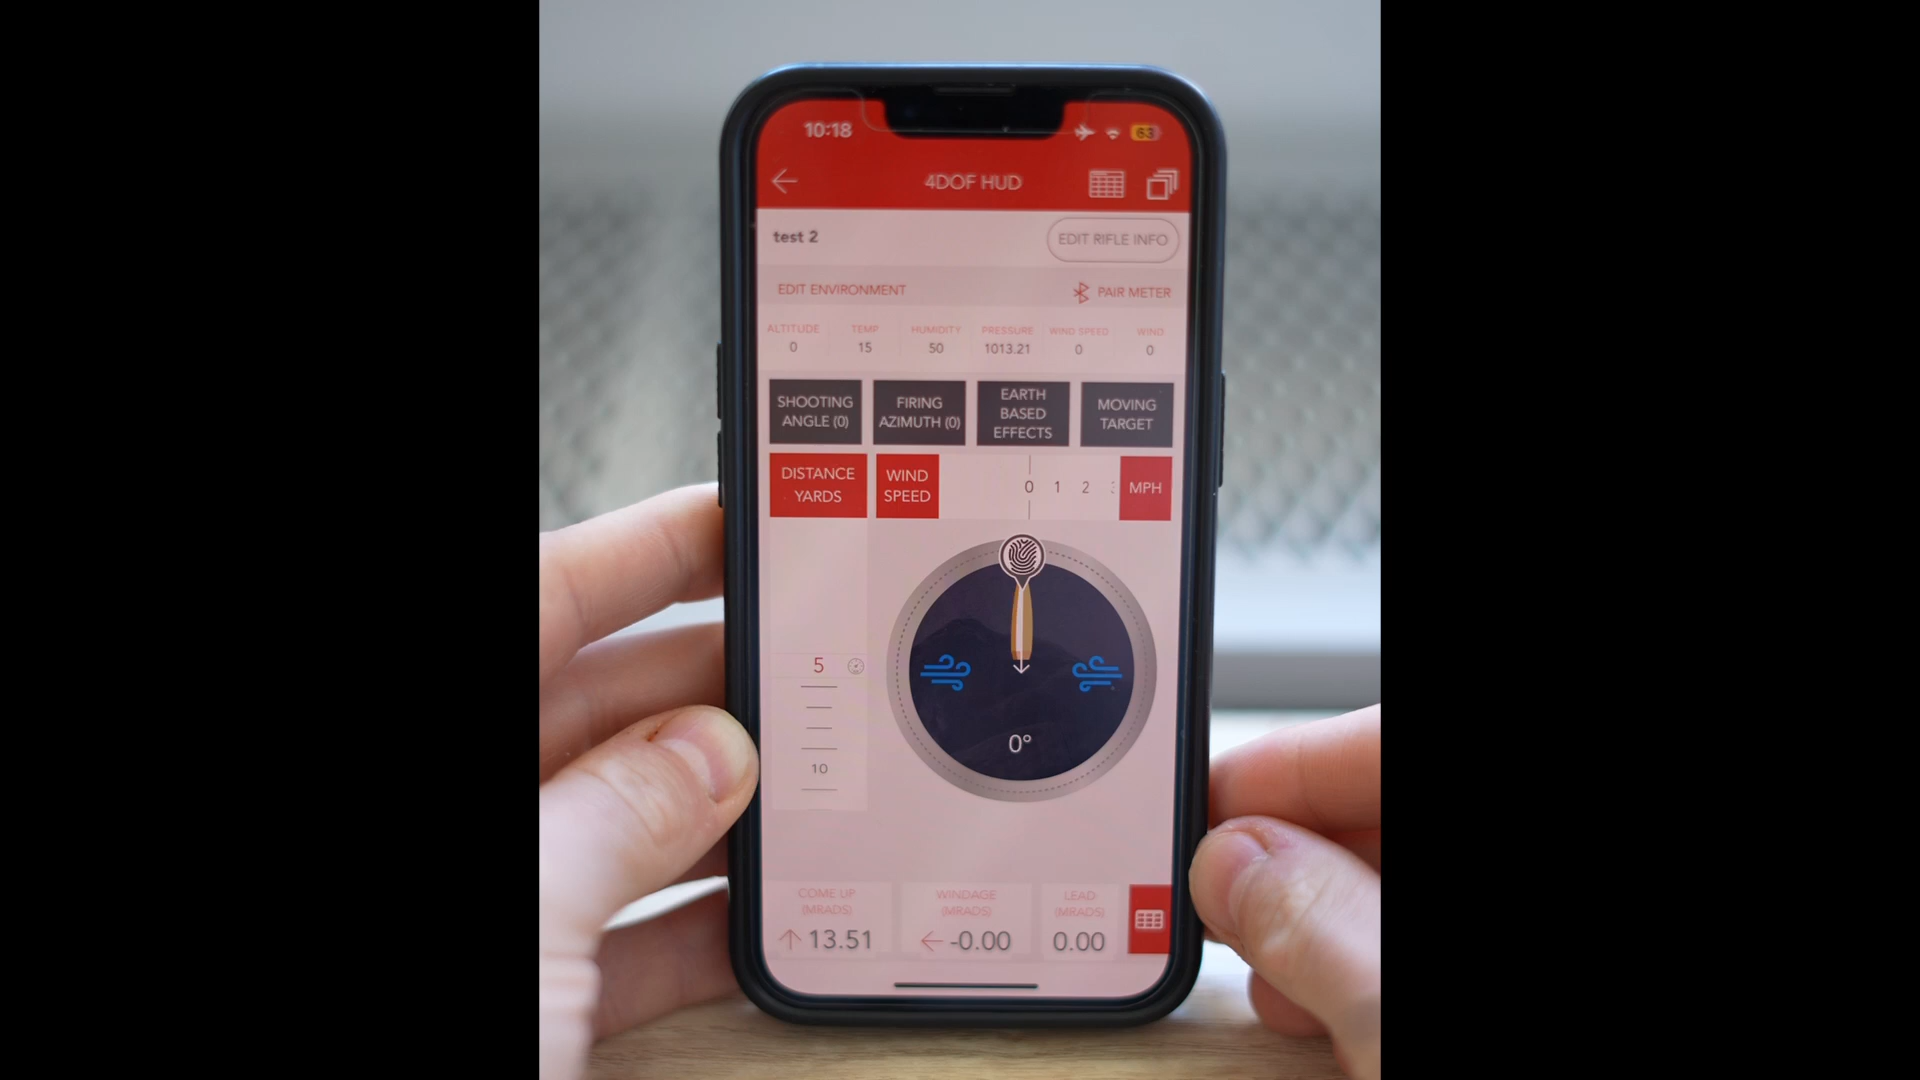 10:18
63
4DOF HUD
test 2
EDIT RIFLE INFO
EDIT ENVIRONMENT
PAIR METER
ALTITUDE TEMP HUMIDITY PRESSURE WIND SPEED WIND
0 15 50 1013.21 0 0
SHOOTING
ANGLE (0)
FIRING
AZIMUTH (0)
EARTH
BASED
EFFECTS
MOVING
TARGET
DISTANCE
YARDS
WIND
SPEED
0 1 2
MPH
5
10
0°
COME UP
(MRADS)
13.51
WINDAGE
(MRADS)
-0.00
LEAD
(MRADS)
0.00